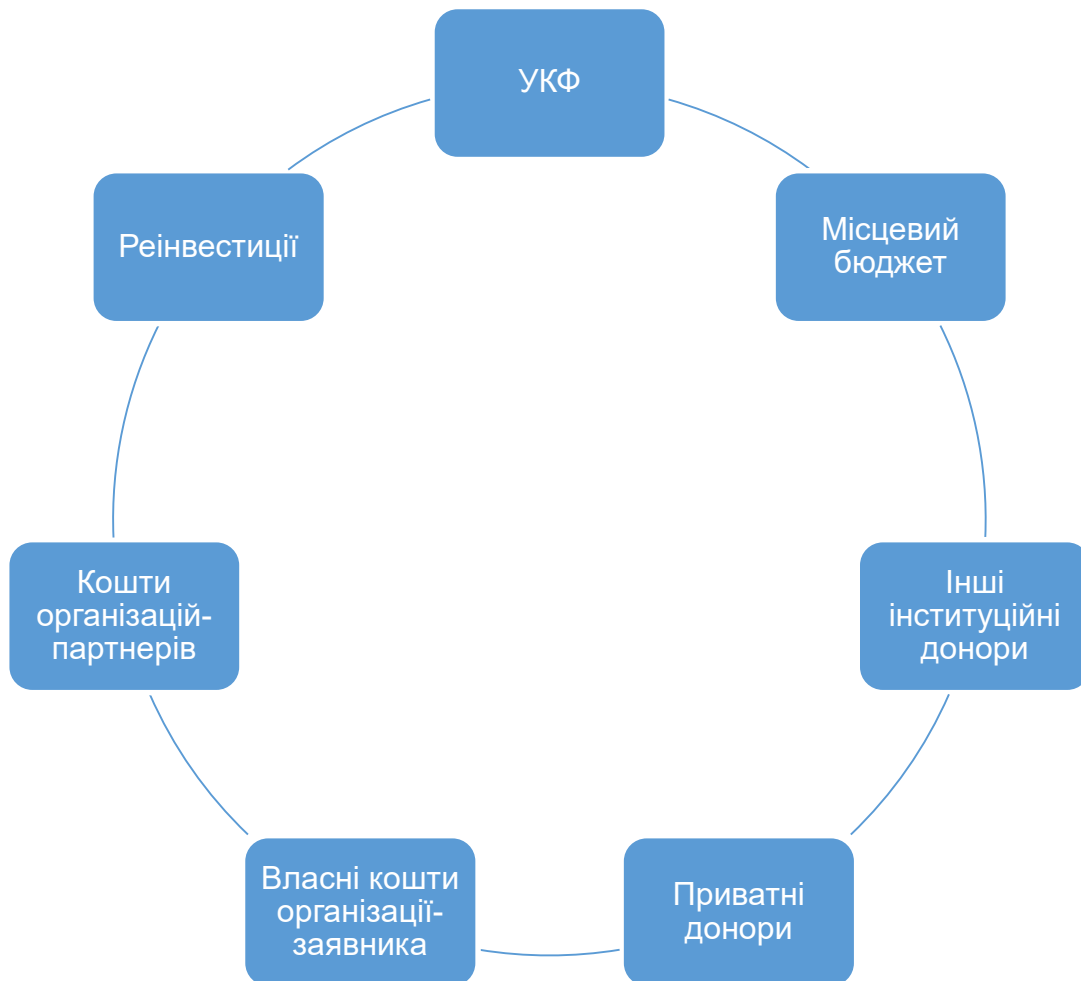 УКФ
Місцевий
бюджет
Інші
інституційні
донори
Приватні
донори
Власні кошти
організації-
заявника
Кошти
організацій-
партнерів
Реінвестиції